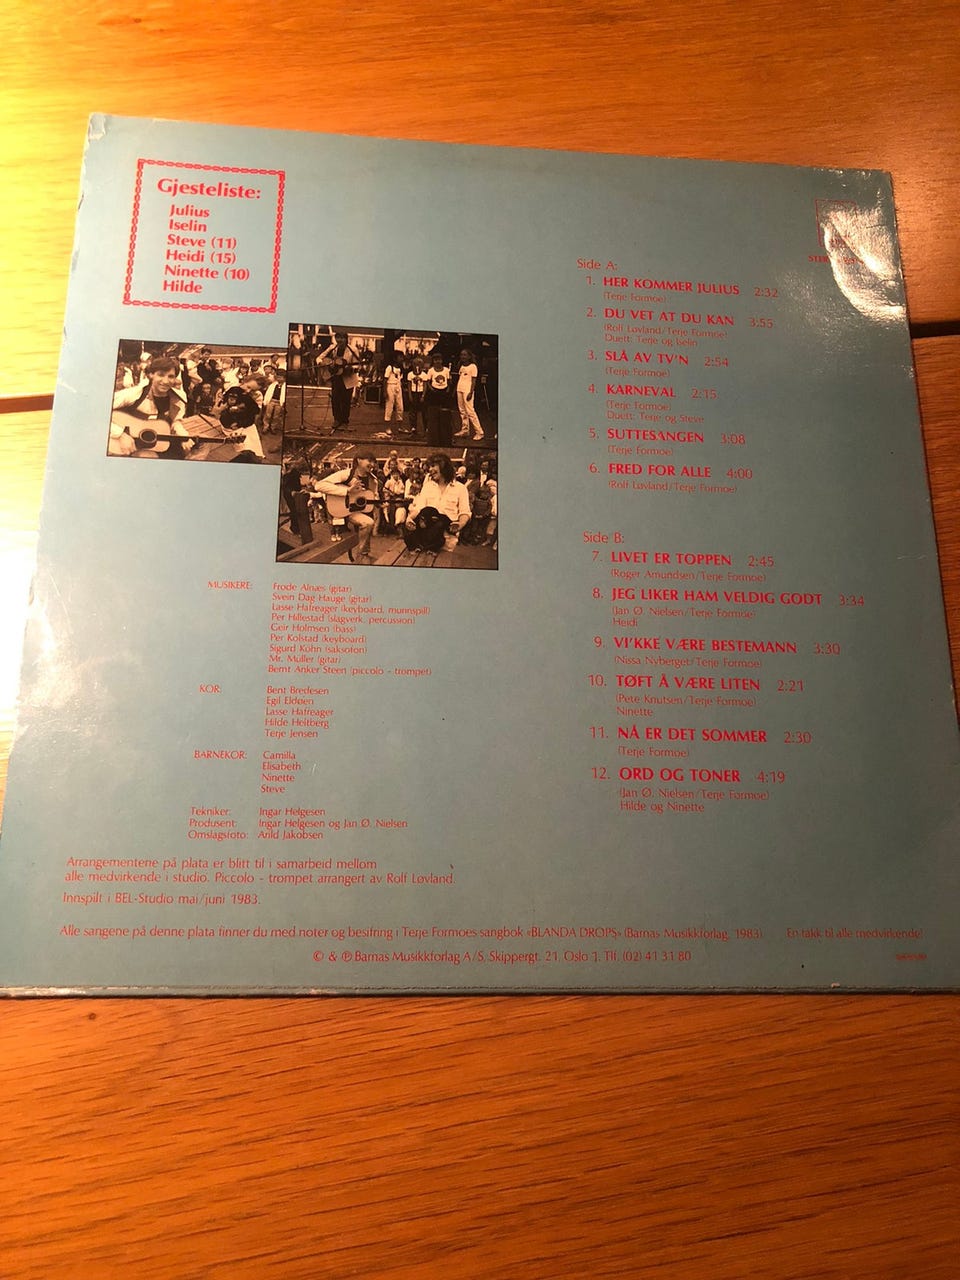 Gjesteliste:
Julius
Iselin
Steve (11)
Heidi (15)
Ninette (10)
Hilde
Side A:
1. HER KOMMER JULIUS 2:32
(Terje Formoe)
2. DU VET AT DU KAN 3:55
(Rolf Løvland/Terje Formoe)
Duett: Terje og Iselin
3. SLÅ AV TV'N 2:54
(Terje Formoe)
4. KARNEVAL 2:15
(Terje Formoe)
Duett: Terje og Steve
5. SUTTESANGEN 3:08
(Terje Formoe)
6. FRED FOR ALLE 4:00
(Rolf Løvland/Terje Formoe)
Side B:
7. LIVET ER TOPPEN 2:45
(Roger Amundsen/Terje Formoe)
8. JEG LIKER HAM VELDIG GODT 3:34
(Jan Ø. Nielsen/Terje Formoe)
Heidi
9. VI'KKE VÆRE BESTEMANN 3:30
(Nissa Nyberget/Terje Formoe)
10. TØFT Å VÆRE LITEN 2:21
(Pete Knutsen/Terje Formoe)
Ninette
11. NÅ ER DET SOMMER 2:30
(Terje Formoe)
12. ORD OG TONER 4:19
(Jan Ø. Nielsen/Terje Formoe)
Hilde og Ninette
MUSIKERE: Frode Alnæs (gitar)
Svein Dag Hauge (gitar)
Lasse Hafreager (keyboard, munnspill)
Per Hillestad (slagverk, percussion)
Geir Holmsen (bass)
Per Kolstad (keyboard)
Sigurd Køhn (saksofon)
Mr. Müller (gitar)
Bernt Anker Steen (piccolo - trompet)
KOR: Bent Bredesen
Egil Eldøen
Lasse Hafreager
Hilde Heltberg
Terje Jensen
BARNEKOR: Camilla
Elisabeth
Ninette
Steve
Tekniker: Ingar Helgesen
Produsent: Ingar Helgesen og Jan Ø. Nielsen
Omslagsfoto: Arild Jakobsen
Arrangementene på plata er blitt til i samarbeid mellom
alle medvirkende i studio. Piccolo - trompet arrangert av Rolf Løvland.
Innspilt i BEL-Studio mai/juni 1983.
Alle sangene på denne plata finner du med noter og besifring i Terje Formoes sangbok «BLANDA DROPS» (Barnas Musikkforlag, 1983). En takk til alle medvirkende!
© & ℗ Barnas Musikkforlag A/S, Skippergt. 21, Oslo 1. Tlf. (02) 41 31 80